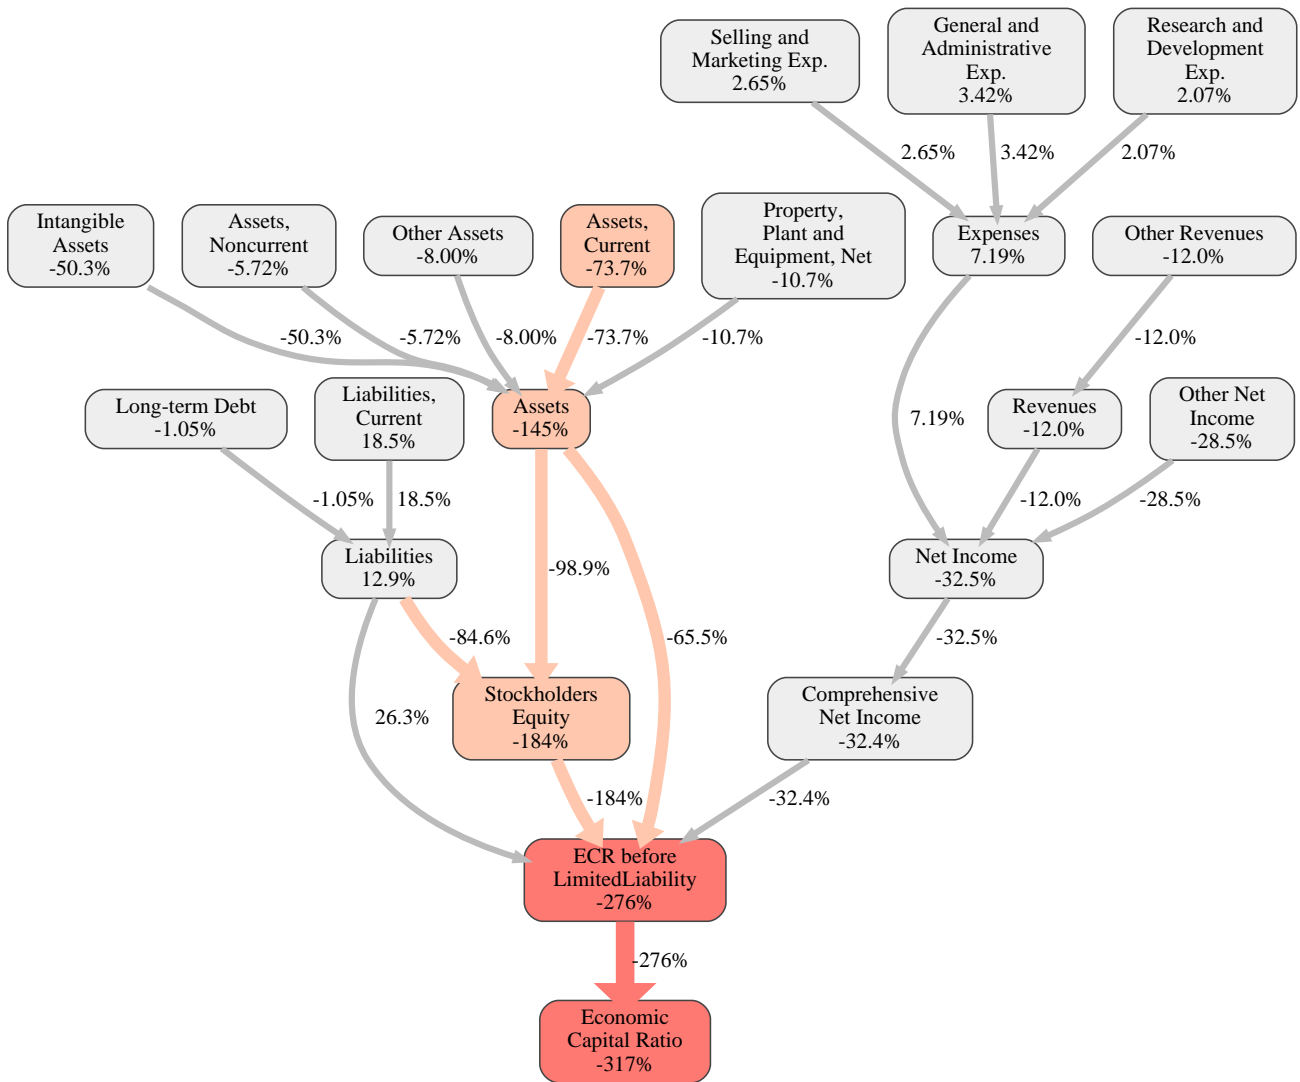 Selling and
Marketing Exp.
2.65%
General and
Administrative
Exp.
3.42%
Research and
Development
Exp.
2.07%
2.65%
3.42%
2.07%
Intangible
Assets
-50.3%
Assets,
Noncurrent
-5.72%
Other Assets
-8.00%
Assets,
Current
-73.7%
Property,
Plant and
Equipment, Net
-10.7%
Expenses
7.19%
Other Revenues
-12.0%
-50.3%
-5.72%
-8.00%
-73.7%
-10.7%
-12.0%
Long-term Debt
-1.05%
Liabilities,
Current
18.5%
Assets
-145%
7.19%
Revenues
-12.0%
Other Net
Income
-28.5%
-1.05%
18.5%
-12.0%
-28.5%
Liabilities
12.9%
-98.9%
Net Income
-32.5%
-84.6%
-65.5%
-32.5%
Stockholders
Equity
-184%
26.3%
Comprehensive
Net Income
-32.4%
-184%
-32.4%
ECR before
LimitedLiability
-276%
-276%
Economic
Capital Ratio
-317%